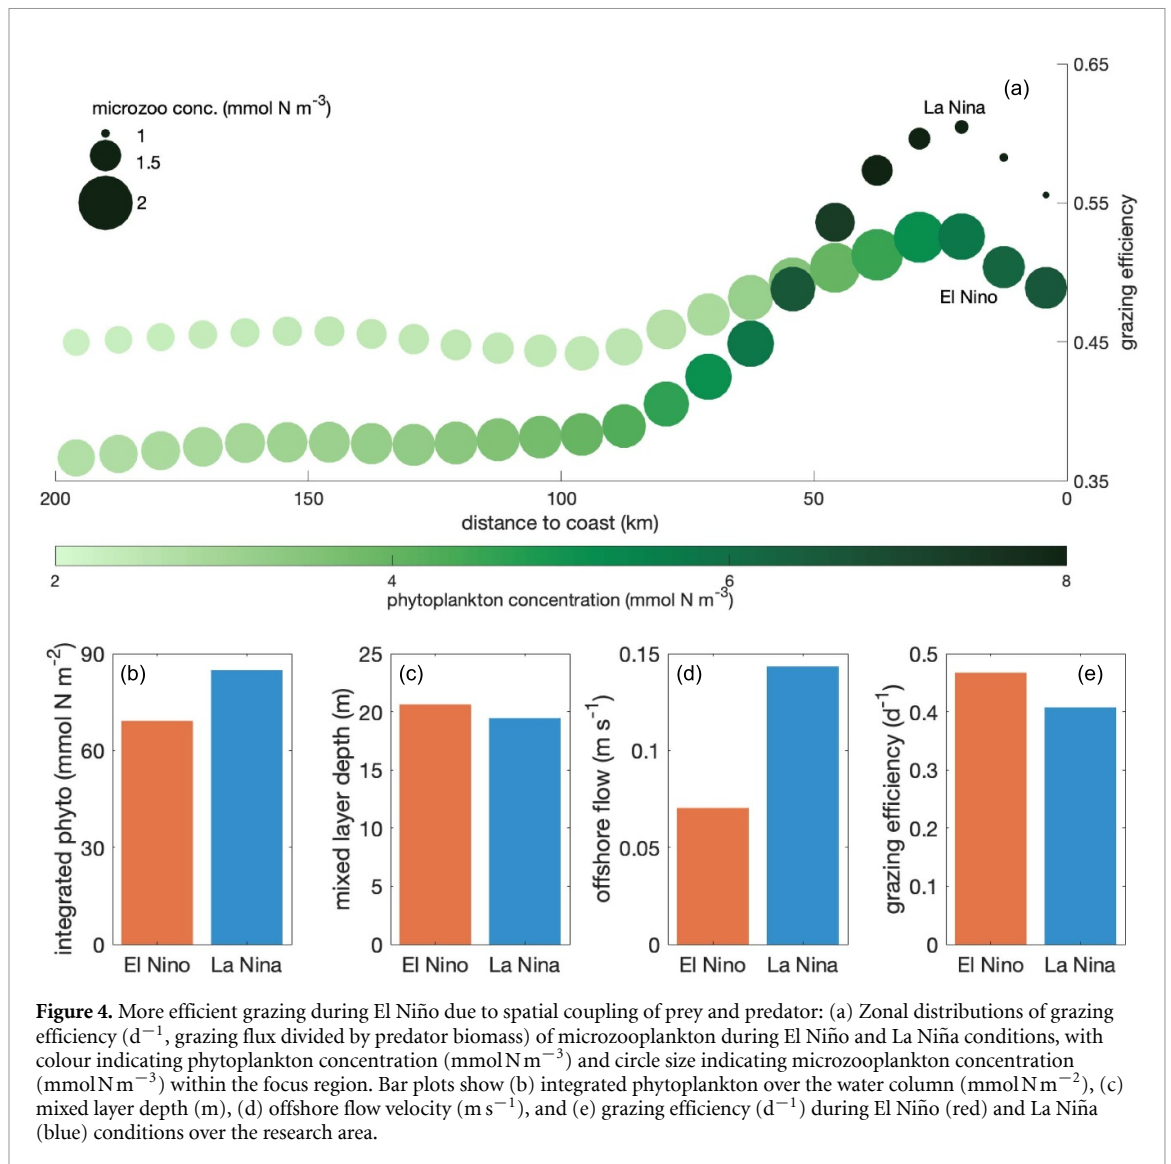 (a)
0.65
La Nina
microzoo conc. (mmol N m-3)
1
1.5
2
0.55
El Nino
0.45
0.35
grazing efficiency
200
150
100
50
0
distance to coast (km)
2
4
6
8
phytoplankton concentration (mmol N m-3)
(b)
90
60
30
0
integrated phyto (mmol N m-2)
El Nino La Nina
(c)
25
20
15
10
5
0
mixed layer depth (m)
El Nino La Nina
(d)
0.15
0.1
0.05
0
offshore flow (m s-1)
El Nino La Nina
(e)
0.5
0.4
0.3
0.2
0.1
0
grazing efficiency (d-1)
El Nino La Nina
Figure 4. More efficient grazing during El Niño due to spatial coupling of prey and predator: (a) Zonal distributions of grazing
efficiency (d−1, grazing flux divided by predator biomass) of microzooplankton during El Niño and La Niña conditions, with
colour indicating phytoplankton concentration (mmol N m−3) and circle size indicating microzooplankton concentration
(mmol N m−3) within the focus region. Bar plots show (b) integrated phytoplankton over the water column (mmol N m−2), (c)
mixed layer depth (m), (d) offshore flow velocity (m s−1), and (e) grazing efficiency (d−1) during El Niño (red) and La Niña
(blue) conditions over the research area.